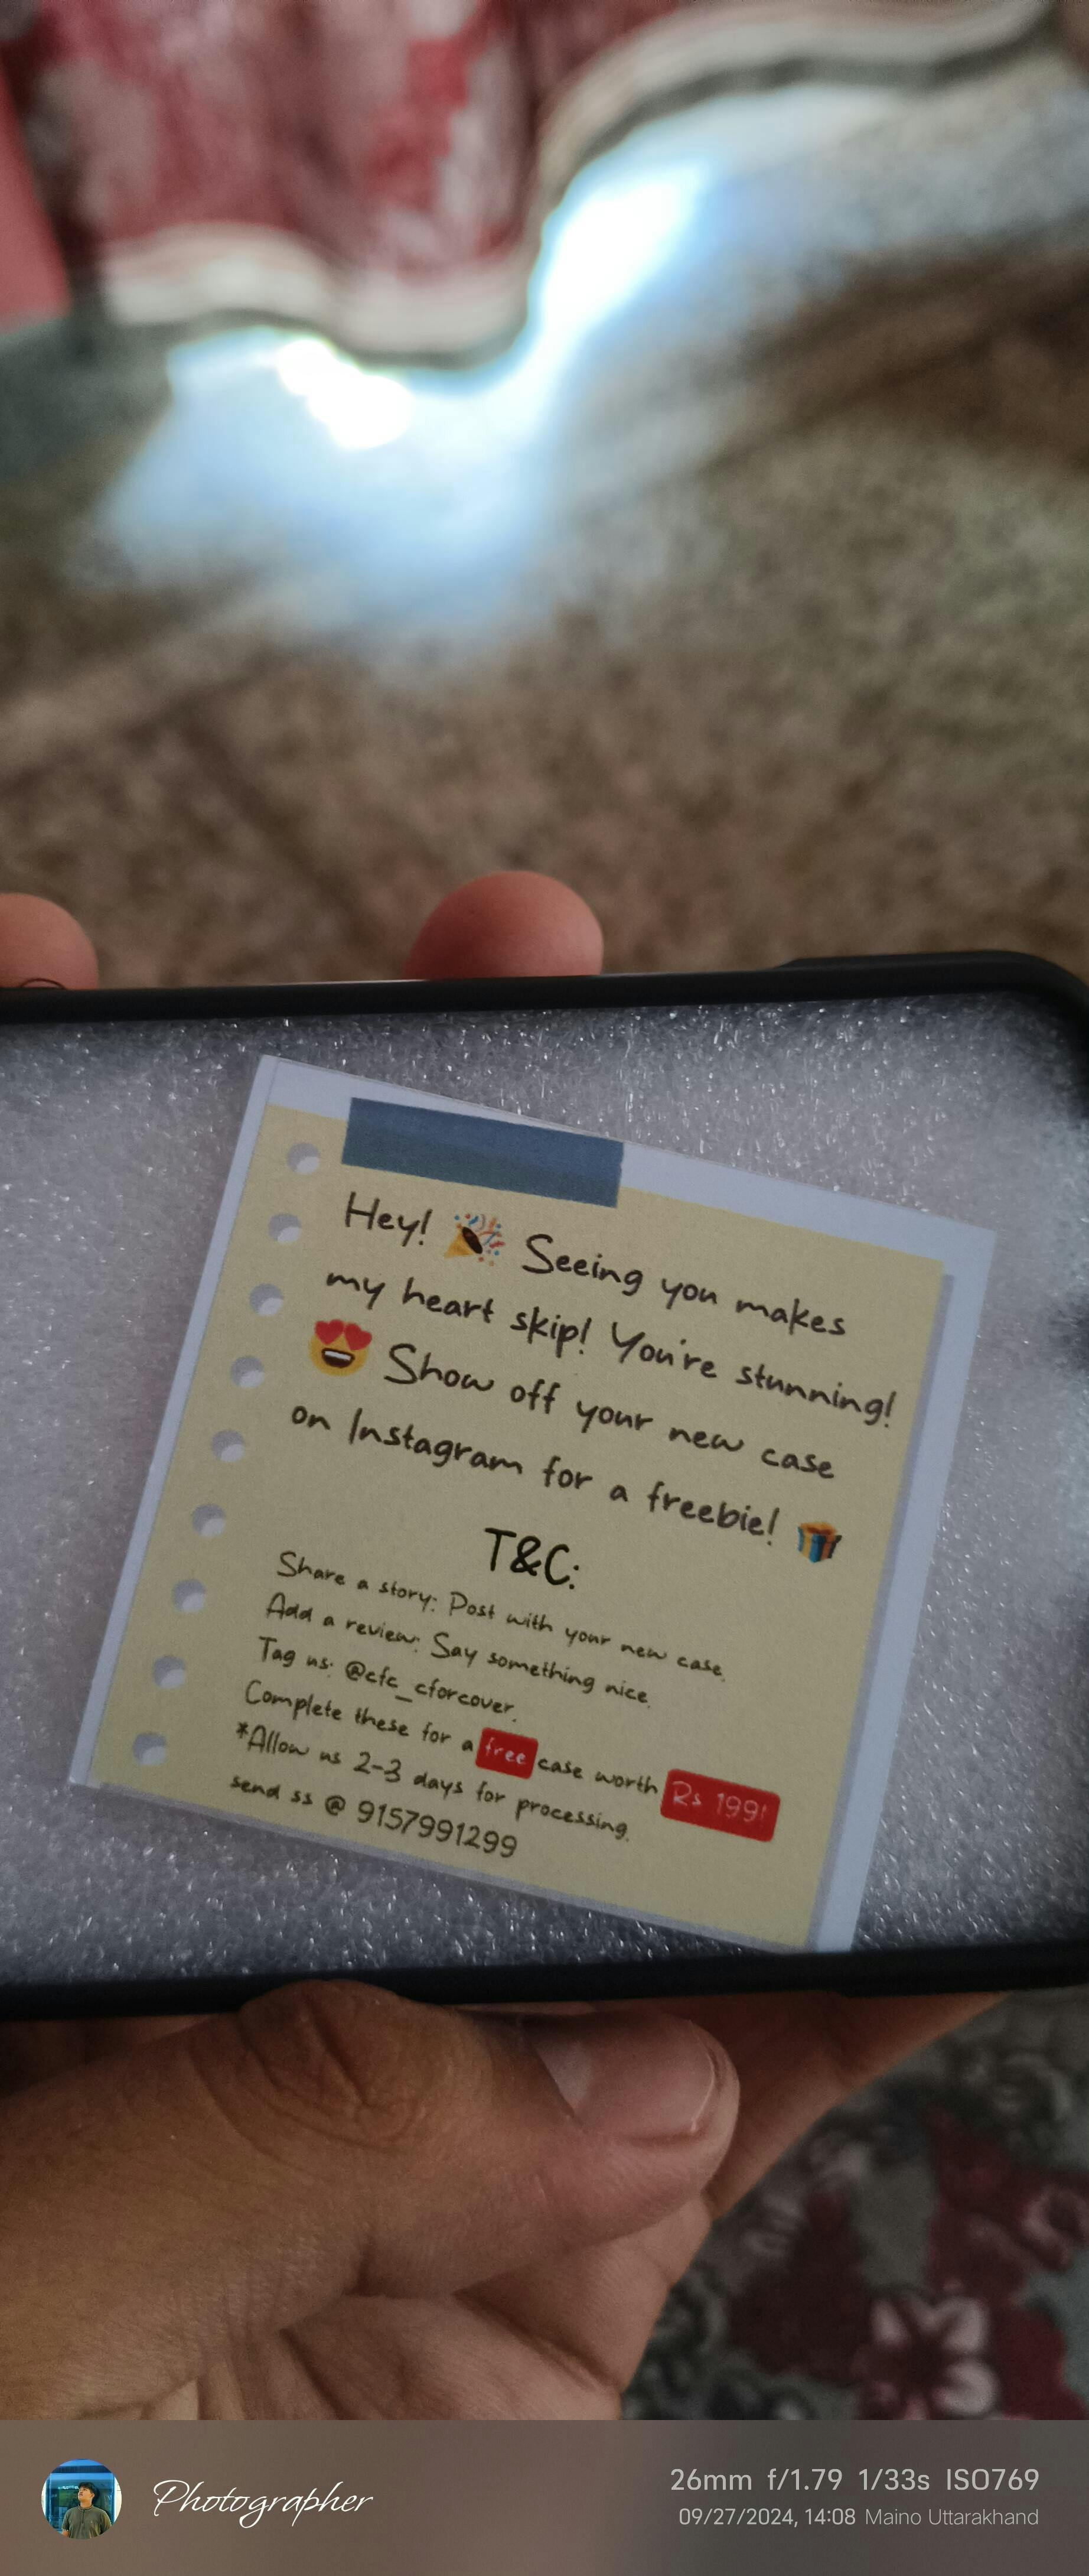 Hey! 🎉 Seeing you makes
my heart skip! You're stunning!
😍 Show off your new case
on Instagram for a freebie! 🎁
T&C:
Share a story: Post with your new case.
Add a review: Say something nice.
Tag us: @cfc_cforcover.
Complete these for a free case worth Rs 199!
*Allow us 2-3 days for processing.
send ss @ 9157991299
Photographer
26mm f/1.79 1/33s ISO769
09/27/2024, 14:08 Maino Uttarakhand